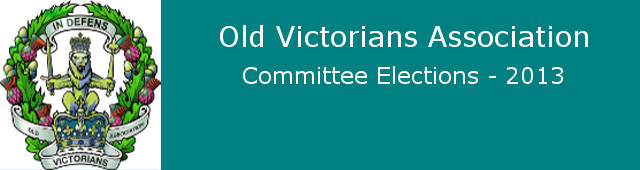 IN DEFENS
OLD
ASSOCIATION
VICTORIANS
Old Victorians Association
Committee Elections - 2013